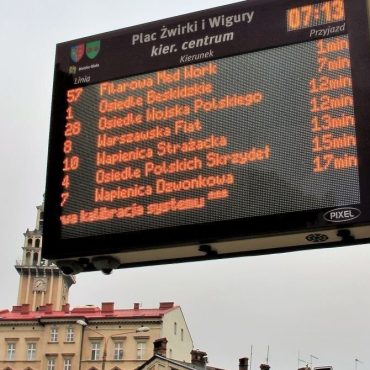 Plac Żwirki i Wigury 07:13
kier. centrum
Linia Kierunek Przyjazd
57 Filarowa Med Work 1min
1 Osiedle Beskidzkie 7min
28 Osiedle Wojska Polskiego 12min
8 Warszawska Fiat 12min
10 Wapienica Strażacka 13min
4 Osiedle Polskich Skrzydeł 15min
7 Wapienica Dzwonkowa 17min
wa kalibracja systemu ***
PIXEL